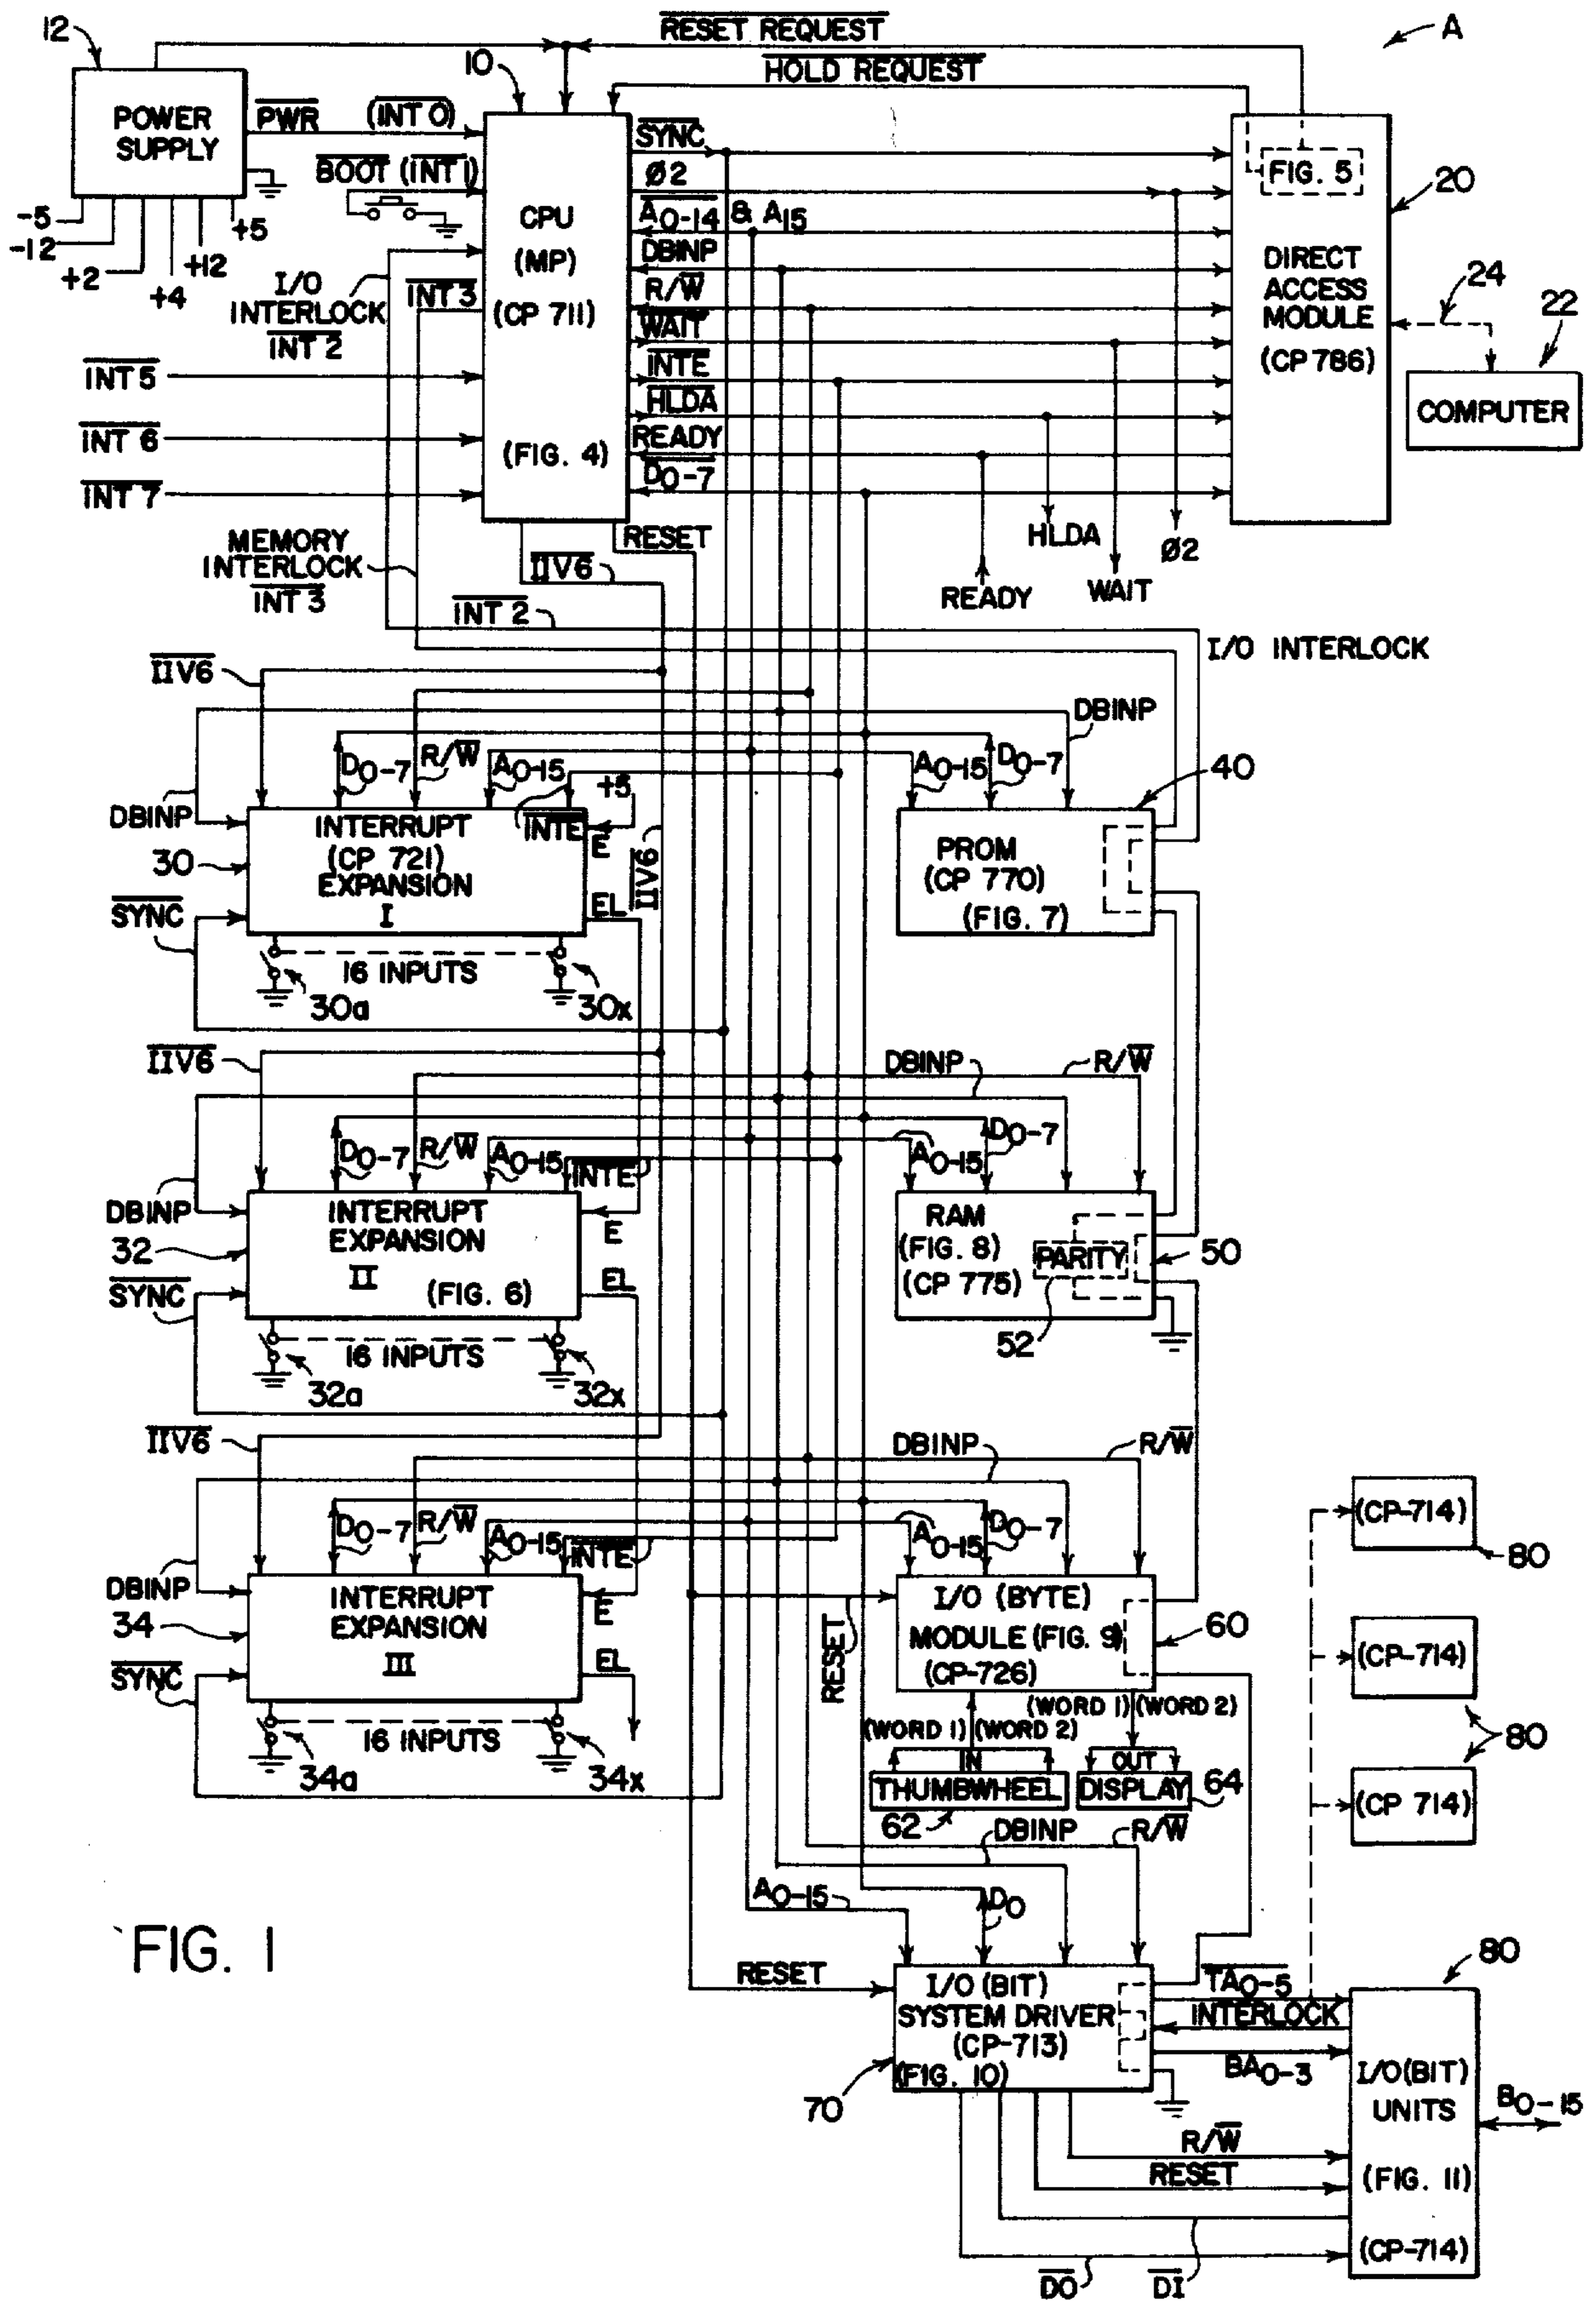 12
RESET REQUEST
A
10
HOLD REQUEST
POWER
SUPPLY
PWR
(INT 0)
SYNC
BOOT (INT 1)
Ø2
FIG. 5
20
-5
-12
+2
+4
+12
+5
CPU
(MP)
(CP 711)
(FIG. 4)
A0-14 & A15
DBINP
R/W
WAIT
INTE
HLDA
READY
D0-7
DIRECT
ACCESS
MODULE
(CP 786)
24
22
COMPUTER
I/O
INTERLOCK
INT 2
INT 3
INT 5
INT 6
INT 7
RESET
IIV6
HLDA
Ø2
READY
WAIT
MEMORY
INTERLOCK
INT 3
INT 2
I/O INTERLOCK
IIV6
DBINP
D0-7
R/W
A0-15
+5
A0-15
D0-7
40
DBINP
INTERRUPT
(CP 721)
EXPANSION
I
INTE
E
IIV6
30
PROM
(CP 770)
(FIG. 7)
SYNC
EL
16 INPUTS
30a
30x
IIV6
DBINP
R/W
D0-7
R/W
A0-15
INTE
A0-15
D0-7
DBINP
INTERRUPT
EXPANSION
II
(FIG. 6)
E
32
RAM
(FIG. 8)
(CP 775)
PARITY
50
SYNC
EL
52
16 INPUTS
32a
32x
IIV6
DBINP
R/W
D0-7
R/W
A0-15
INTE
A0-15
D0-7
(CP-714)
80
DBINP
INTERRUPT
EXPANSION
III
E
34
I/O (BYTE)
MODULE (FIG. 9)
(CP-726)
60
(CP-714)
SYNC
EL
RESET
(WORD 1) (WORD 2)
(WORD 1) (WORD 2)
80
16 INPUTS
34a
34x
IN
THUMBWHEEL
OUT
DISPLAY
64
(CP 714)
62
DBINP
R/W
A0-15
D0
FIG. 1
80
RESET
I/O (BIT)
SYSTEM DRIVER
(CP-713)
(FIG. 10)
TA0-5
INTERLOCK
BA0-3
70
I/O (BIT)
UNITS
(FIG. 11)
(CP-714)
B0-15
R/W
RESET
DO
DI